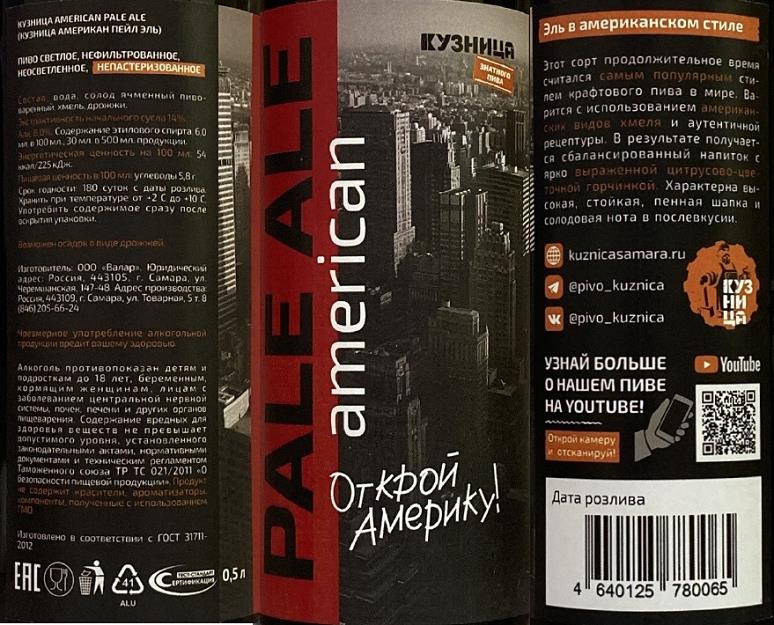 КУЗНИЦА AMERICAN PALE ALE
(КУЗНИЦА АМЕРИКАН ПЕЙЛ ЭЛЬ)
ПИВО СВЕТЛОЕ, НЕФИЛЬТРОВАННОЕ,
НЕОСВЕТЛЕННОЕ, НЕПАСТЕРИЗОВАННОЕ
Состав: вода, солод ячменный пиво-
варенный, хмель, дрожжи.
Экстрактивность начального сусла 14%
Алк. 6,0%. Содержание этилового спирта: 6.0
мл. в 100 мл., 30 мл. в 500 мл. продукции.
Энергетическая ценность на 100 мл: 54
ккал/225 кДж.
Пищевая ценность в 100 мл: углеводы 5,8 г.
Срок годности: 180 суток с даты розлива.
Хранить при температуре от +2 С до +10 С.
Употребить содержимое сразу после
вскрытия упаковки.
Возможен осадок в виде дрожжей.
Изготовитель: ООО «Валар». Юридический
адрес: Россия, 443105, г. Самара, ул.
Черемшанская, 147-48 Адрес производства:
Россия, 443109, г. Самара, ул. Товарная, 5 т. 8
(846) 205-66-24
Чрезмерное употребление алкогольной
продукции вредит вашему здоровью.
Алкоголь противопоказан детям и
подросткам до 18 лет, беременным,
кормящим женщинам, лицам с
заболеванием центральной нервной
системы, почек, печени и других органов
пищеварения. Содержание вредных для
здоровья веществ не превышает
допустимого уровня, установленного
законодательными актами, нормативными
документами и техническим регламентом
Таможенного союза ТР ТС 021/2011 «О
безопасности пищевой продукции». Продукт
не содержит красители, ароматизаторы,
компоненты, полученные с использованием
ГМО
Изготовлено в соответствии с ГОСТ 31711-
2012
EAC
41
ALU
ТЕСТ-СТАНДАРТ
СЕРТИФИКАЦИЯ
0,5 л
PALE ALE
american
КУЗНИЦА
ЗНАТНОГО
ПИВА
Открой
Америку!
Эль в американском стиле
Этот сорт продолжительное время
считался самым популярным сти-
лем крафтового пива в мире. Ва-
рится с использованием американ-
ских видов хмеля и аутентичной
рецептуры. В результате получает-
ся сбалансированный напиток с
ярко выраженной цитрусово-цве-
точной горчинкой. Характерна вы-
сокая, стойкая, пенная шапка и
солодовая нота в послевкусии.
kuznicasamara.ru
@pivo_kuznica
@pivo_kuznica
КУЗ
НИ
ЦА
УЗНАЙ БОЛЬШЕ
О НАШЕМ ПИВЕ
НА YOUTUBE!
YouTube
Открой камеру
и отсканируй!
Дата розлива
4 640125 780065